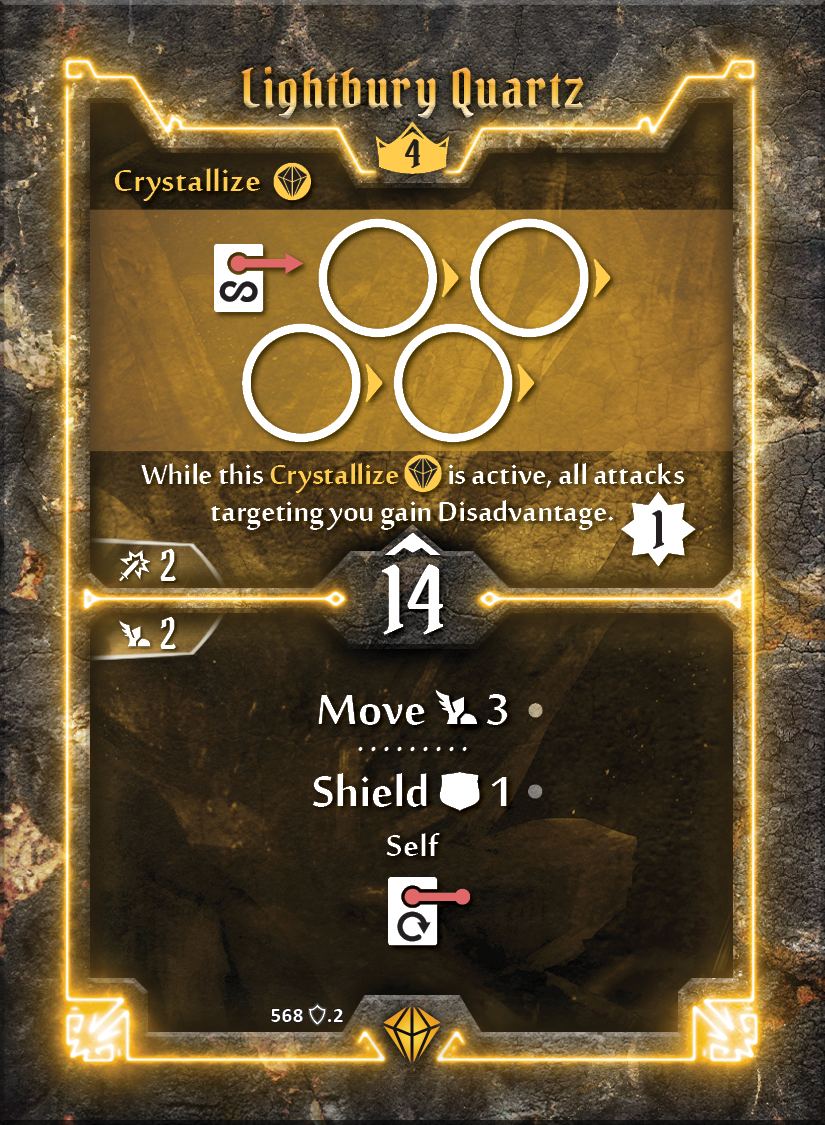 Lightbury Quartz
4
Crystallize
While this Crystallize is active, all attacks
targeting you gain Disadvantage.
1
2
14
2
Move 3
Shield 1
Self
568 .2